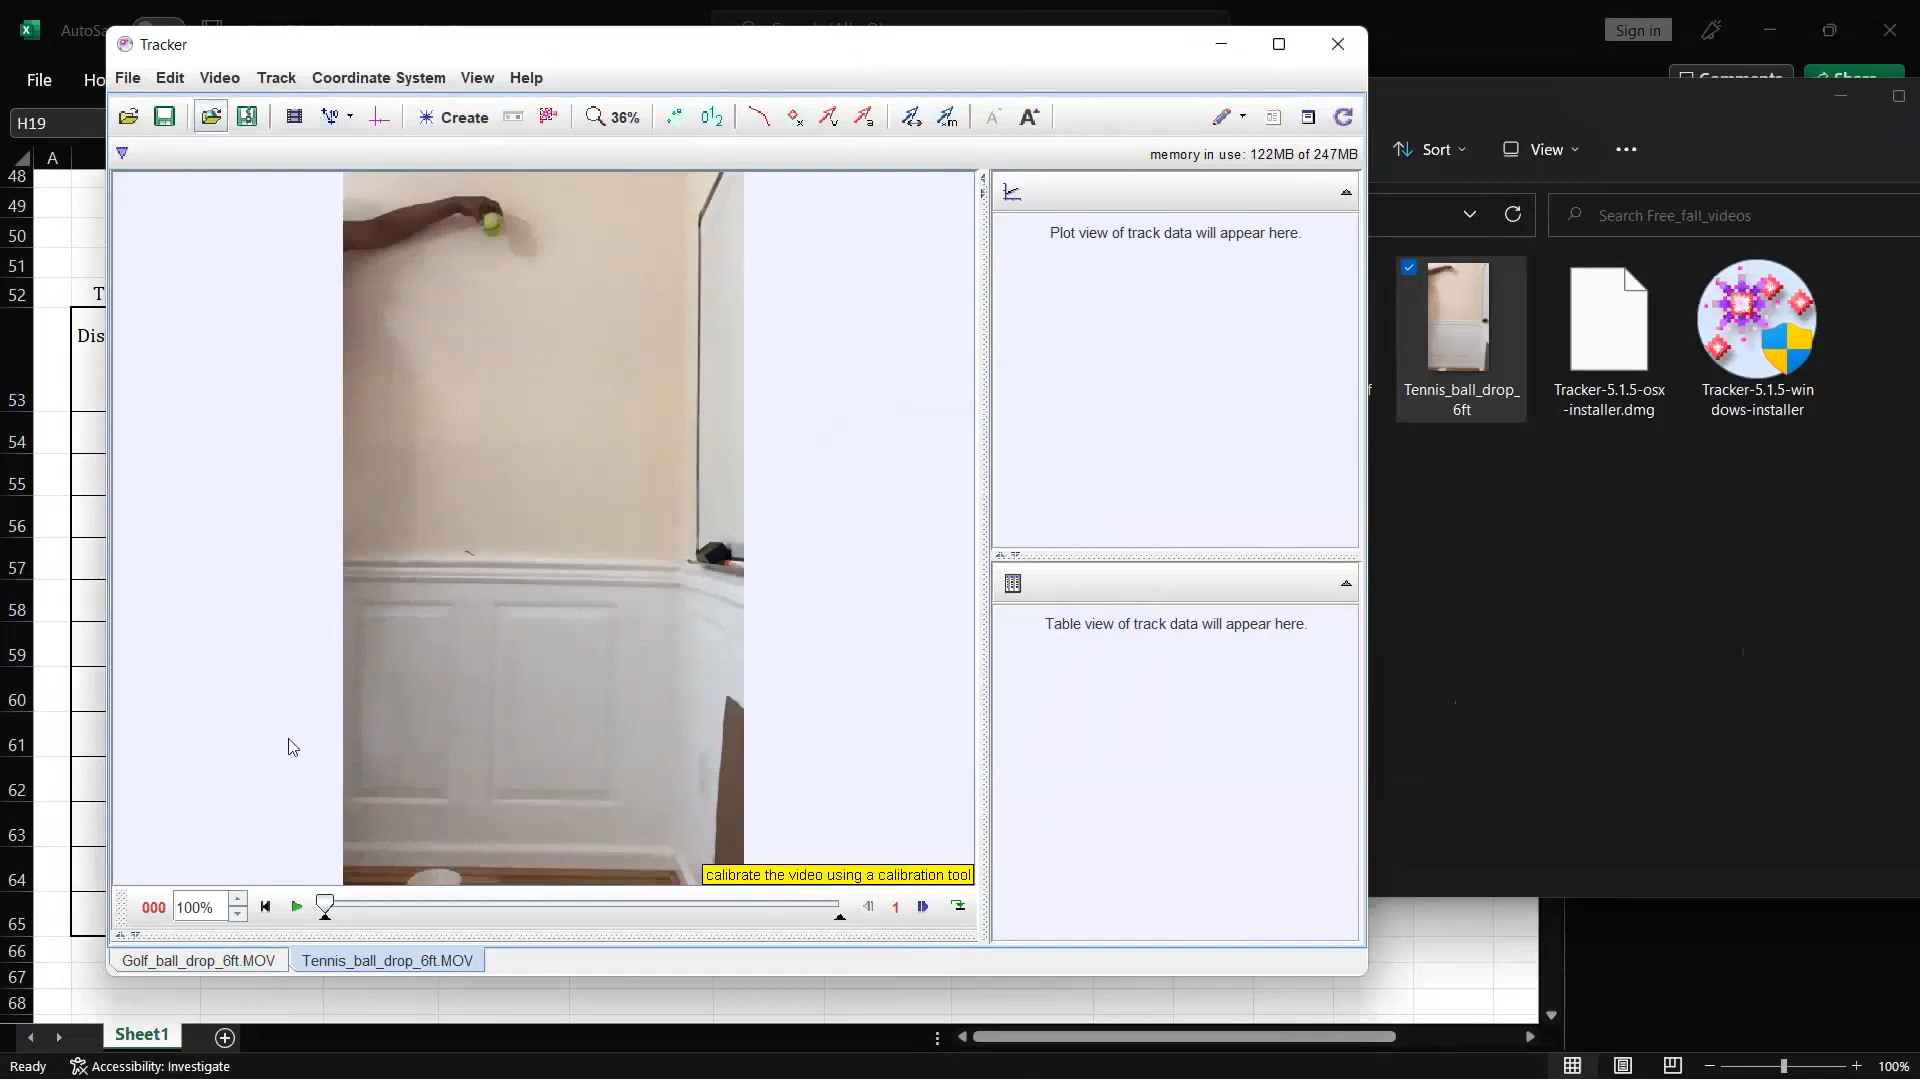 AutoSa
Sign in
File
Ho
Comments
Share
H19
A
48
49
50
51
52
T
Dis
53
54
55
56
57
58
59
60
61
62
63
64
65
66
67
68
Sheet1
Ready
Accessibility: Investigate
100%
Tracker
File Edit Video Track Coordinate System View Help
Create
36%
memory in use: 122MB of 247MB
Plot view of track data will appear here.
Table view of track data will appear here.
calibrate the video using a calibration tool
000
100%
1
Golf_ball_drop_6ft.MOV
Tennis_ball_drop_6ft.MOV
Sort
View
Search Free_fall_videos
f
Tennis_ball_drop_
6ft
Tracker-5.1.5-osx
-installer.dmg
Tracker-5.1.5-win
dows-installer